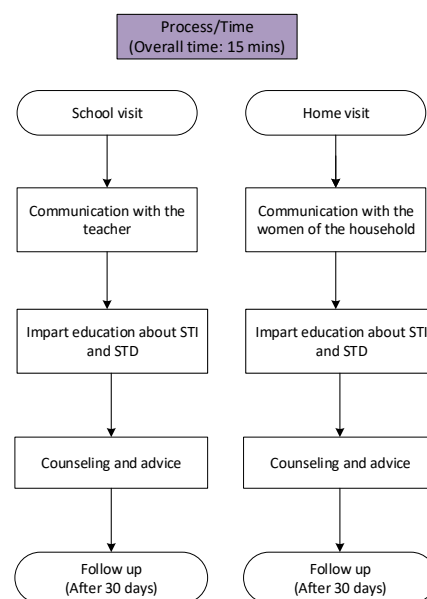 Process/Time
(Overall time: 15 mins)
School visit
Communication with the
teacher
Impart education about STI
and STD
Counseling and advice
Follow up
(After 30 days)
Home visit
Communication with the
women of the household
Impart education about STI
and STD
Counseling and advice
Follow up
(After 30 days)